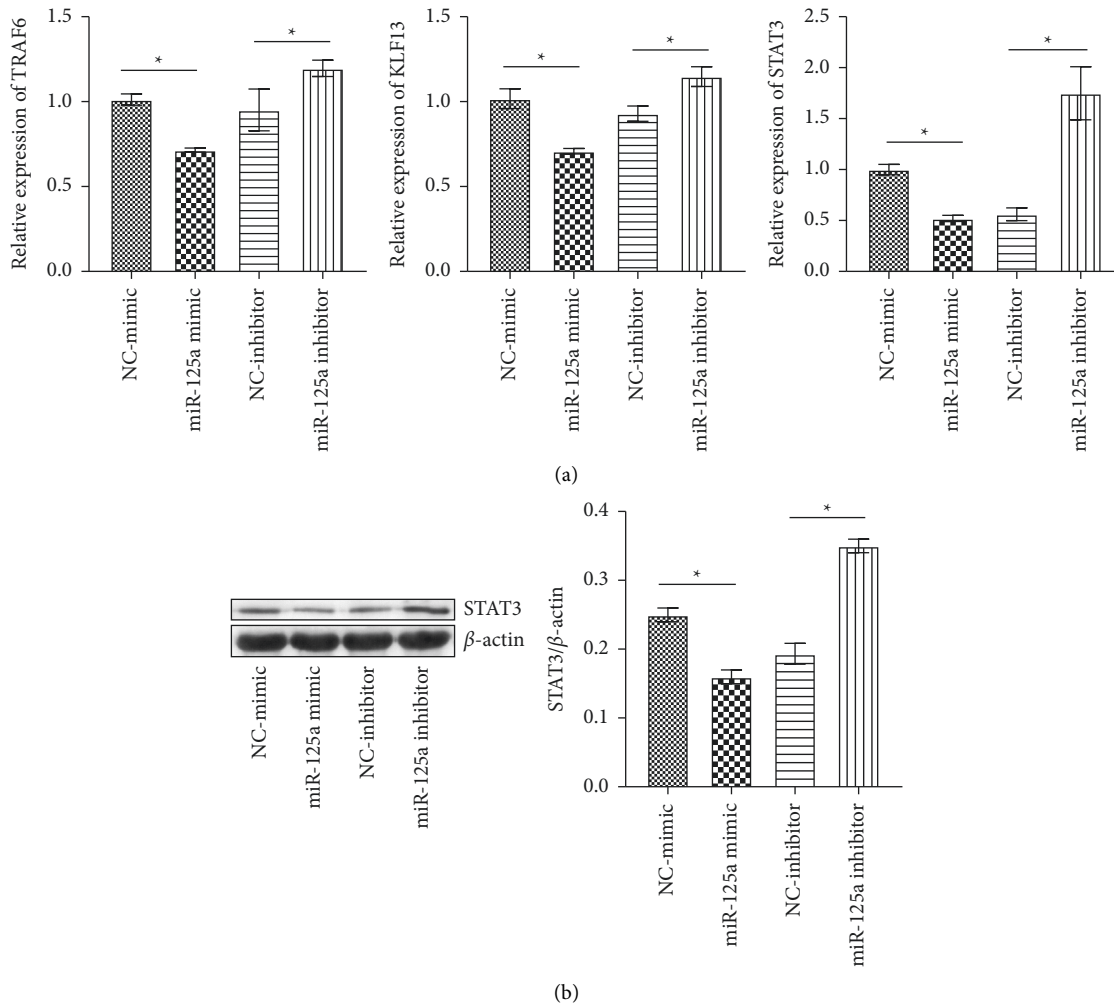 Relative expression of TRAF6
1.5
1.0
0.5
0.0
*
*
NC-mimic
miR-125a mimic
NC-inhibitor
miR-125a inhibitor
Relative expression of KLF13
1.5
1.0
0.5
0.0
*
*
NC-mimic
miR-125a mimic
NC-inhibitor
miR-125a inhibitor
Relative expression of STAT3
2.5
2.0
1.5
1.0
0.5
0.0
*
*
NC-mimic
miR-125a mimic
NC-inhibitor
miR-125a inhibitor
(a)
STAT3
β-actin
NC-mimic
miR-125a mimic
NC-inhibitor
miR-125a inhibitor
STAT3/β-actin
0.4
0.3
0.2
0.1
0.0
*
*
NC-mimic
miR-125a mimic
NC-inhibitor
miR-125a inhibitor
(b)